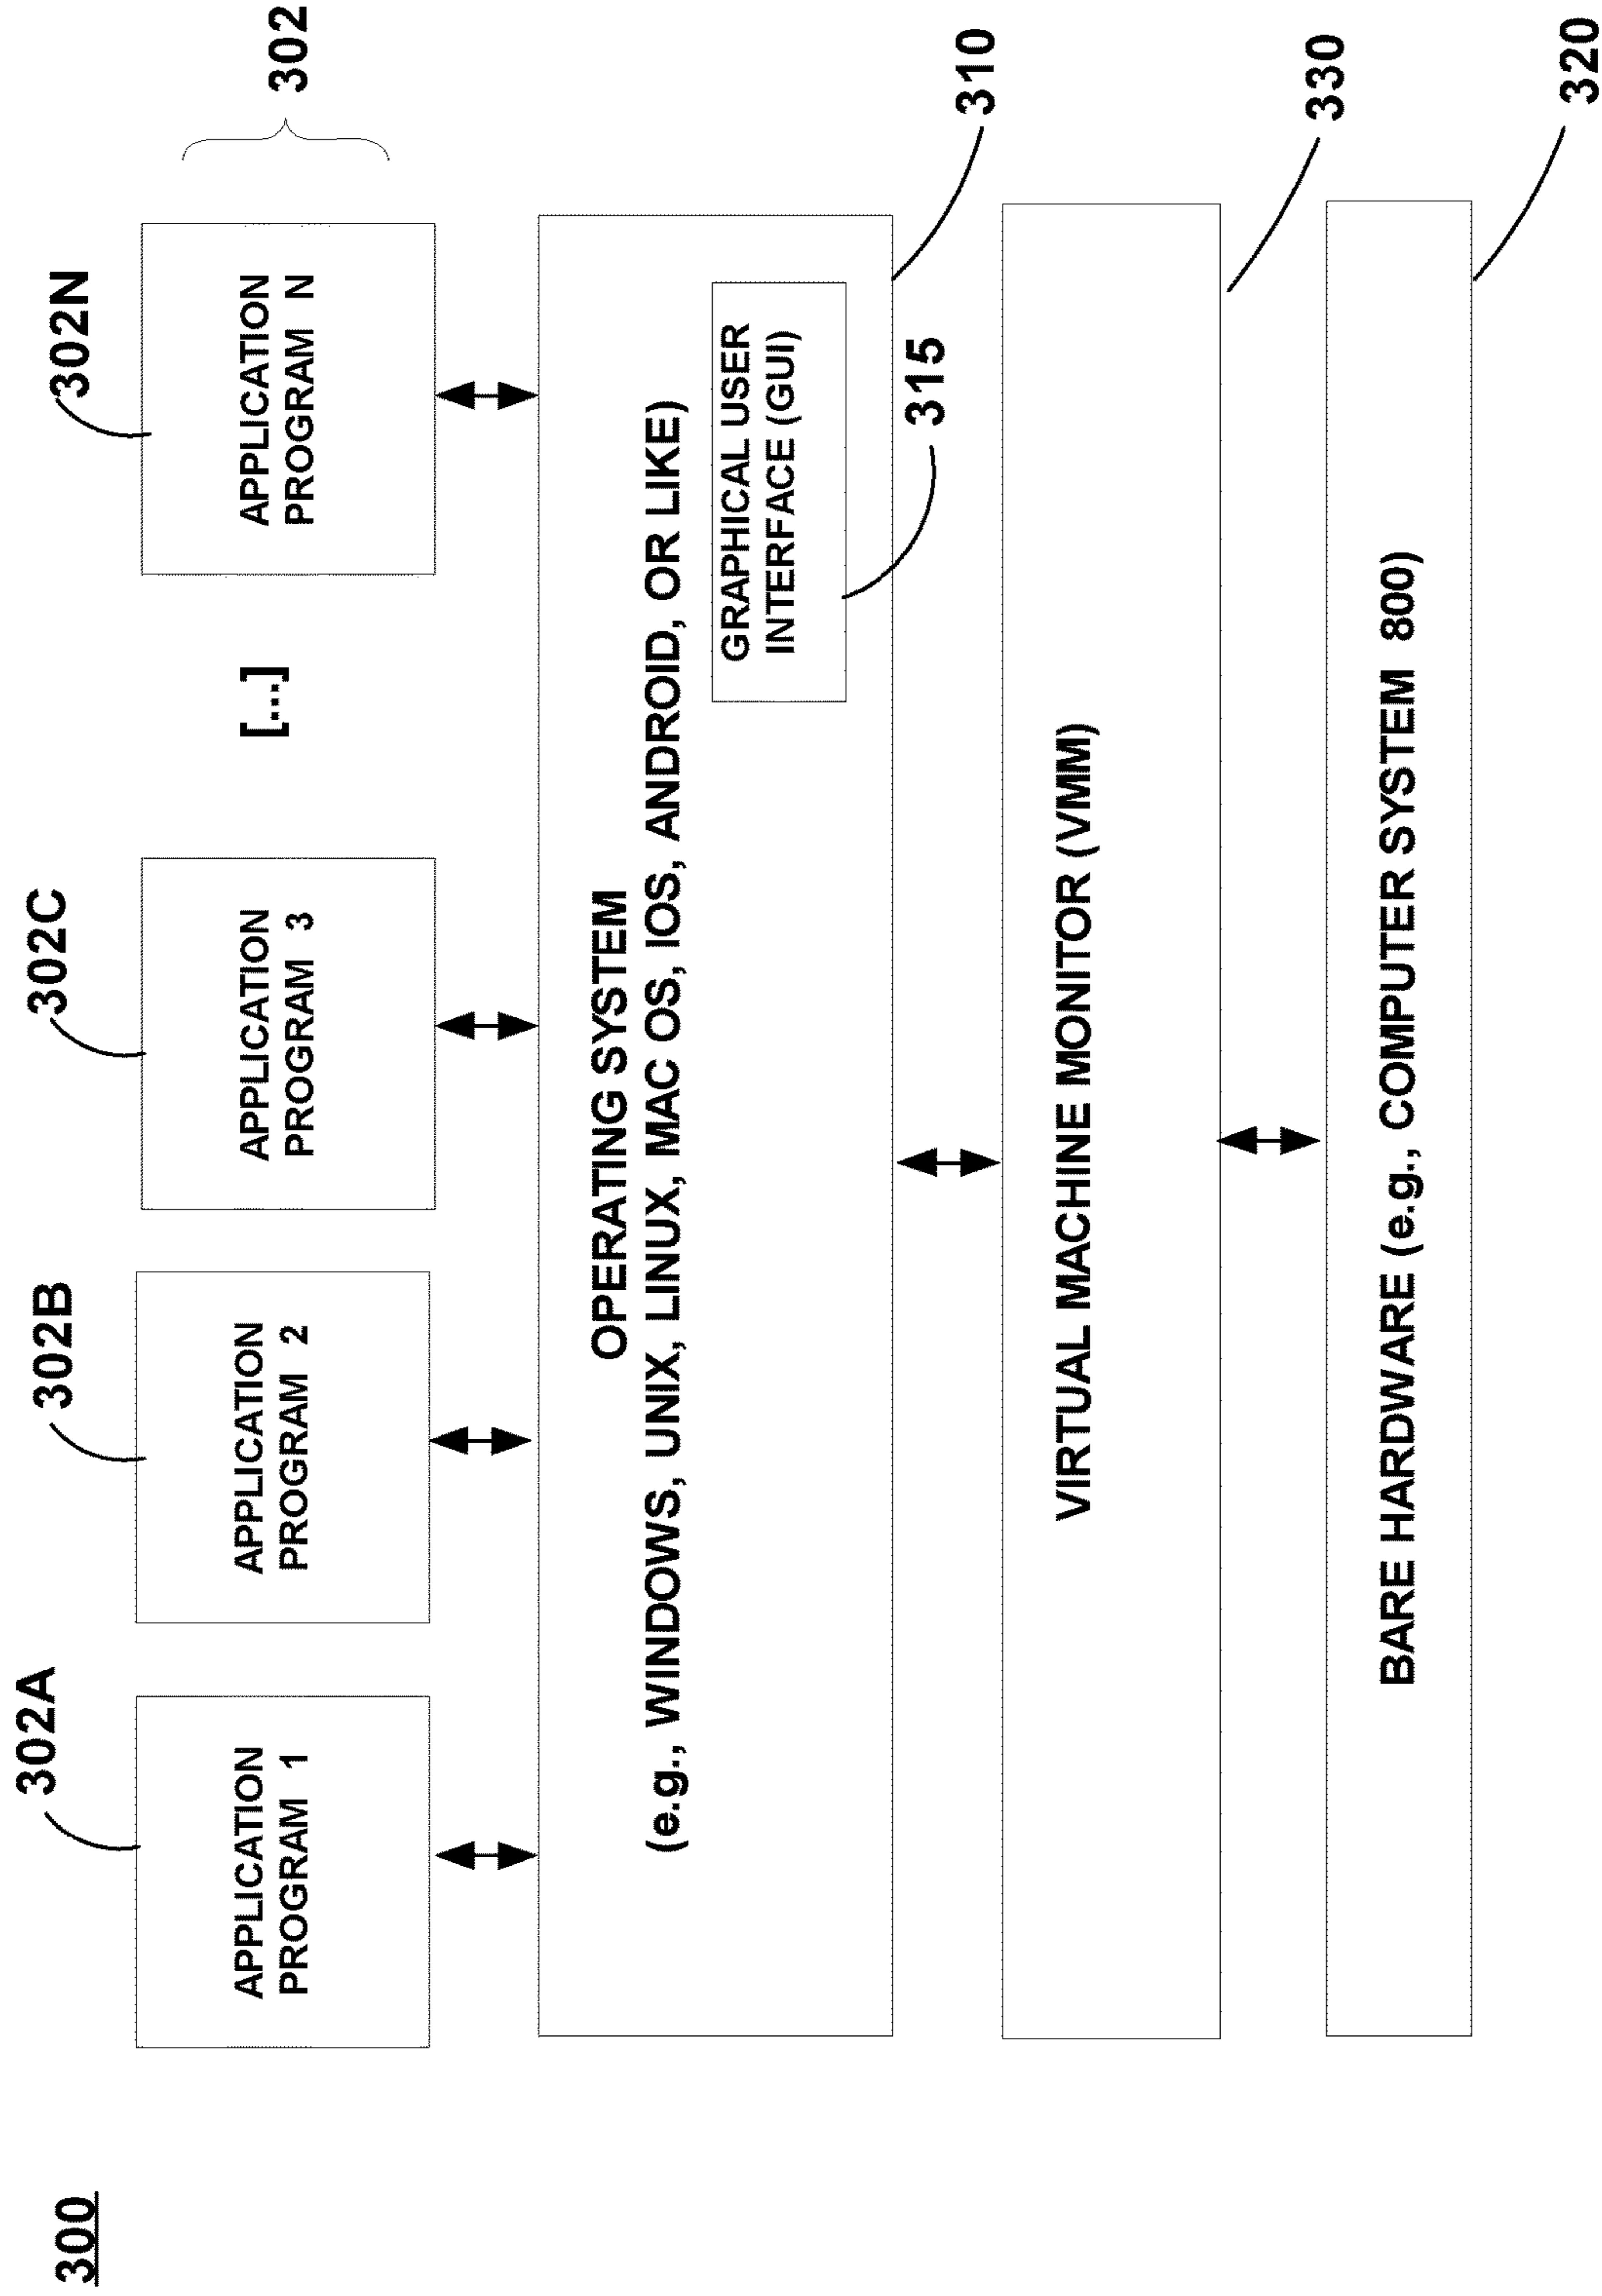 300
302A
302B
302C
302N
302
APPLICATION
PROGRAM 1
APPLICATION
PROGRAM 2
APPLICATION
PROGRAM 3
[...]
APPLICATION
PROGRAM N
OPERATING SYSTEM
(e.g., WINDOWS, UNIX, LINUX, MAC OS, IOS, ANDROID, OR LIKE)
GRAPHICAL USER
INTERFACE (GUI)
315
310
VIRTUAL MACHINE MONITOR (VMM)
330
BARE HARDWARE (e.g., COMPUTER SYSTEM 800)
320